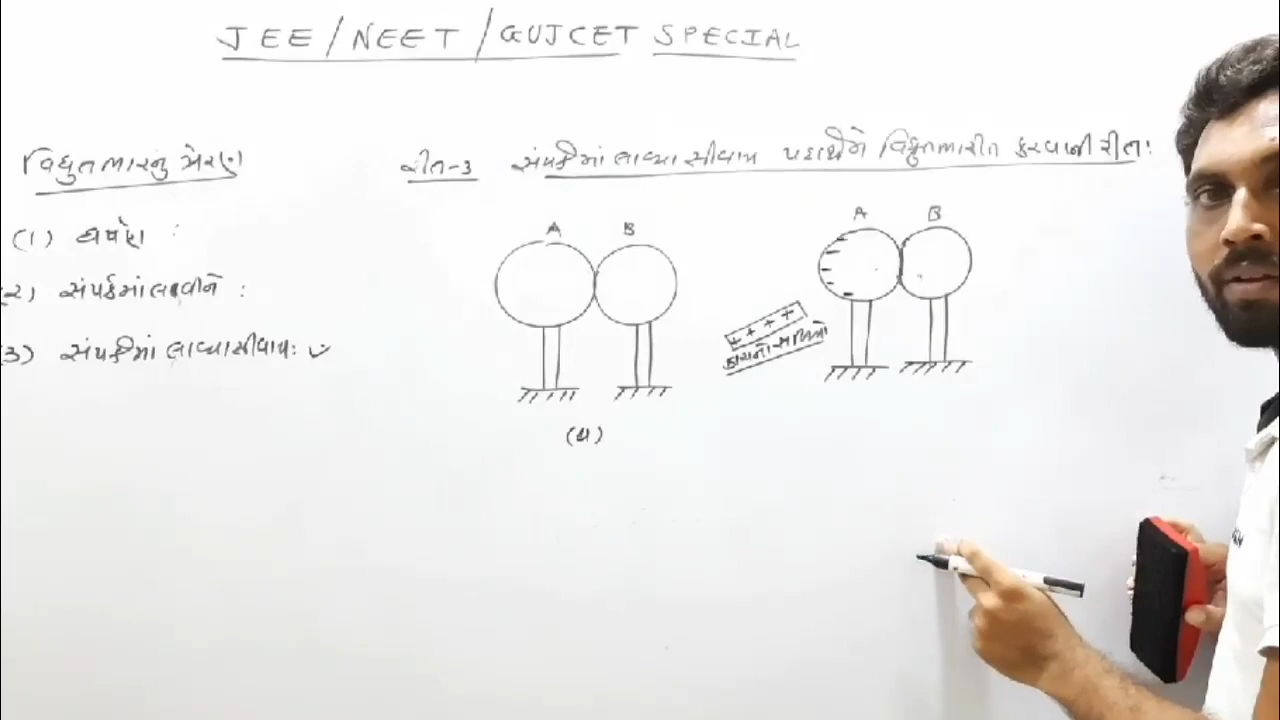 JEE/NEET/GUJCET SPECIAL
વિદ્યુતભારનું પ્રેરણ
(1) ઘર્ષણ :
(2) સંપર્કમાં લાવીને :
(3) સંપર્કમાં લાવ્યા સીવાય :
રીત-3 સંપર્કમાં લાવ્યા સીવાય પદાર્થને વિદ્યુતભારીત કરવાની રીત :
A B
(a)
A B
+ + + +
કાચનો સળિયો